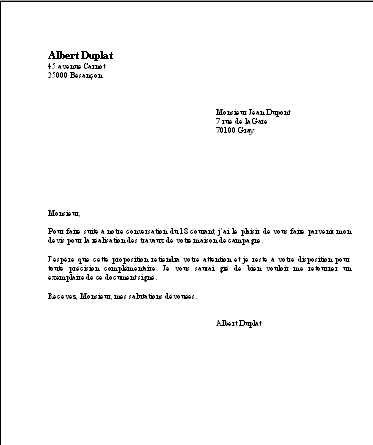 Albert Duplat
45 avenue Carnot
25000 Besançon
Monsieur Jean Dupont
7 rue de la Gare
70100 Gray
Monsieur,
Pour faire suite à notre conversation du 18 courant j'ai le plaisir de vous faire parvenir mon
devis pour la réalisation des travaux de votre maison de campagne.
J'espère que cette proposition retiendra votre attention et je reste à votre disposition pour
toute précision complémentaire. Je vous saurai gré de bien vouloir me retourner un
exemplaire de ce document signé.
Recevez, Monsieur, mes salutations dévouées.
Albert Duplat